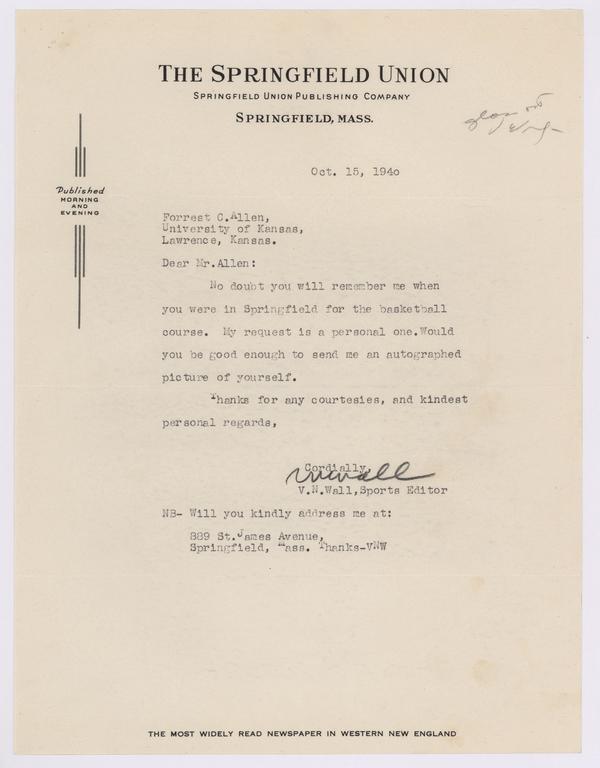 THE SPRINGFIELD UNION
SPRINGFIELD UNION PUBLISHING COMPANY
SPRINGFIELD, MASS.
Oct. 15, 1940
Published
MORNING
AND
EVENING
Forrest C.Allen,
University of Kansas,
Lawrence, Kansas.
Dear Mr.Allen:
No doubt you will remember me when
you were in Springfield for the basketball
course. My request is a personal one.Would
you be good enough to send me an autographed
picture of yourself.
Thanks for any courtesies, and kindest
personal regards,
Cordially,
VNWall
V.N.Wall,Sports Editor
NB- Will you kindly address me at:
889 St.James Avenue,
Springfield, Mass. Thanks-VNW
THE MOST WIDELY READ NEWSPAPER IN WESTERN NEW ENGLAND